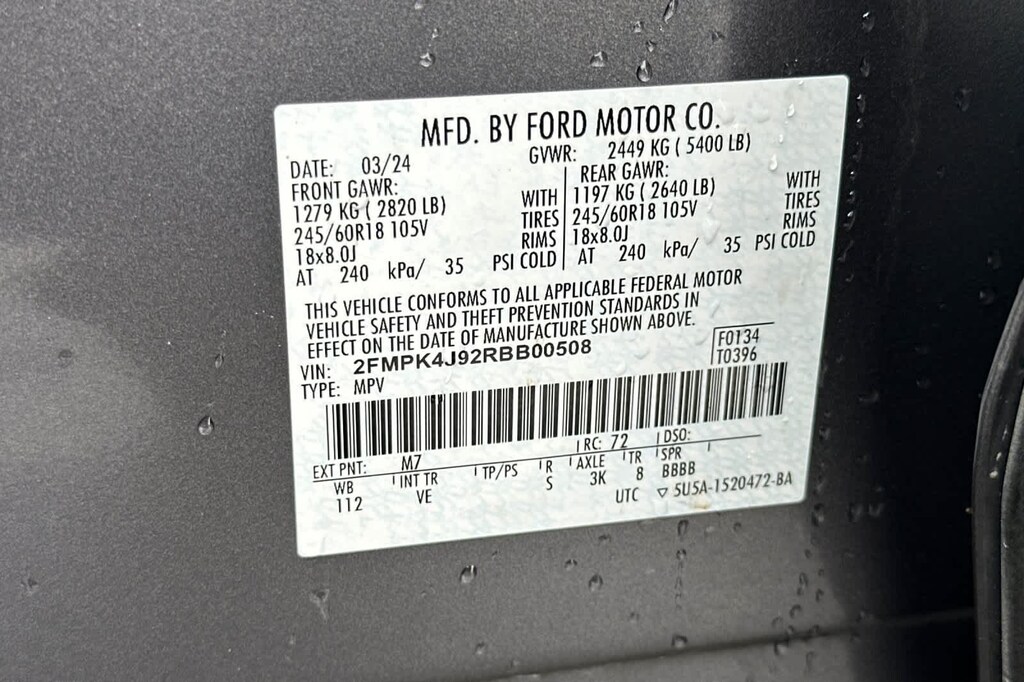 MFD. BY FORD MOTOR CO.
DATE: 03/24
GVWR: 2449 KG ( 5400 LB)
FRONT GAWR:
1279 KG ( 2820 LB) WITH
245/60R18 105V TIRES
18x8.0J RIMS
AT 240 kPa/ 35 PSI COLD
REAR GAWR:
1197 KG ( 2640 LB) WITH
245/60R18 105V TIRES
18x8.0J RIMS
AT 240 kPa/ 35 PSI COLD
THIS VEHICLE CONFORMS TO ALL APPLICABLE FEDERAL MOTOR
VEHICLE SAFETY AND THEFT PREVENTION STANDARDS IN
EFFECT ON THE DATE OF MANUFACTURE SHOWN ABOVE.
VIN: 2FMPK4J92RBB00508
TYPE: MPV
F0134
T0396
EXT PNT: M7 RC: 72 DSO:
WB INT TR TP/PS R AXLE TR SPR
112 VE S 3K 8 BBBB
UTC ▽ 5U5A-1520472-BA